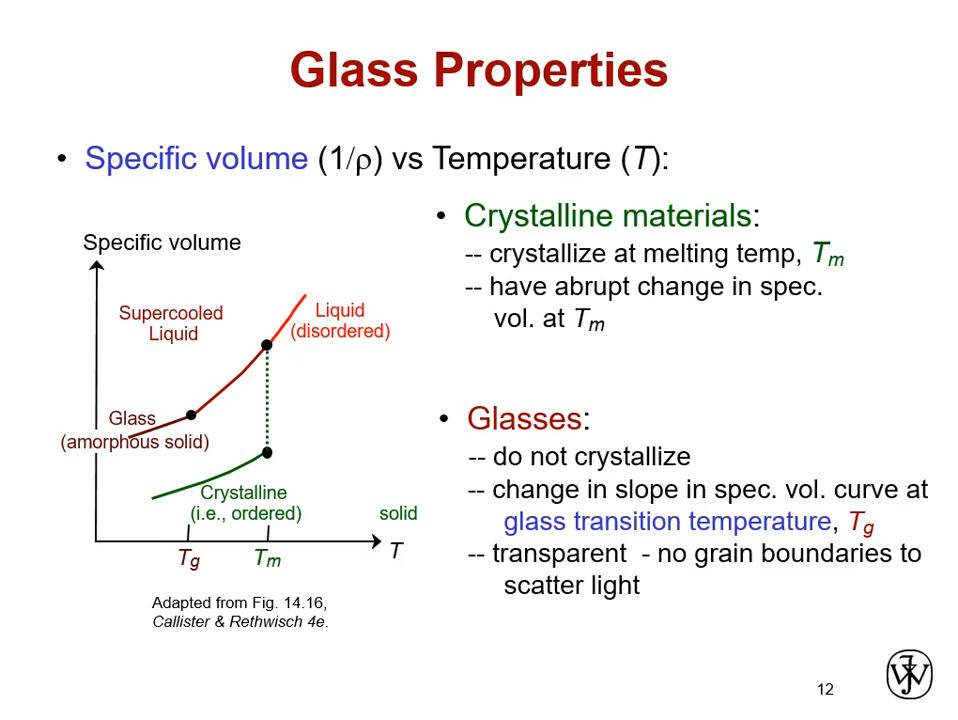 Glass Properties
• Specific volume (1/ρ) vs Temperature (T):
Specific volume
Supercooled
Liquid
Liquid
(disordered)
Glass
(amorphous solid)
Crystalline
(i.e., ordered)
solid
T
Tg
Tm
Adapted from Fig. 14.16,
Callister & Rethwisch 4e.
• Crystalline materials:
-- crystallize at melting temp, Tm
-- have abrupt change in spec.
vol. at Tm
• Glasses:
-- do not crystallize
-- change in slope in spec. vol. curve at
glass transition temperature, Tg
-- transparent - no grain boundaries to
scatter light
12